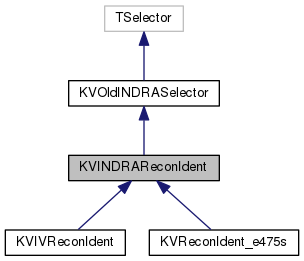 TSelector
KVOldINDRASelector
KVINDRAReconIdent
KVIVReconIdent
KVReconIdent_e475s